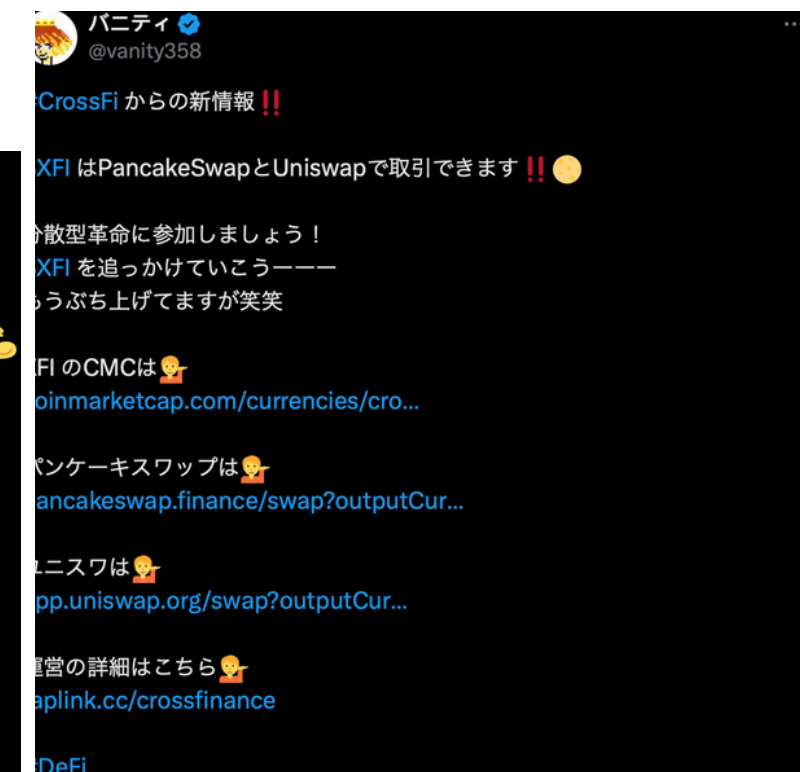 バニティ
@vanity358
#CrossFi からの新情報‼️
XFI はPancakeSwapとUniswapで取引できます‼️🌕
分散型革命に参加しましょう！
XFI を追っかけていこうーーー
もうぶち上げてますが笑笑
XFI のCMCは💁
oinmarketcap.com/currencies/cro...
パンケーキスワップは💁
ancakeswap.finance/swap?outputCur...
ユニスワは💁
pp.uniswap.org/swap?outputCur...
運営の詳細はこちら💁
aplink.cc/crossfinance
#DeFi